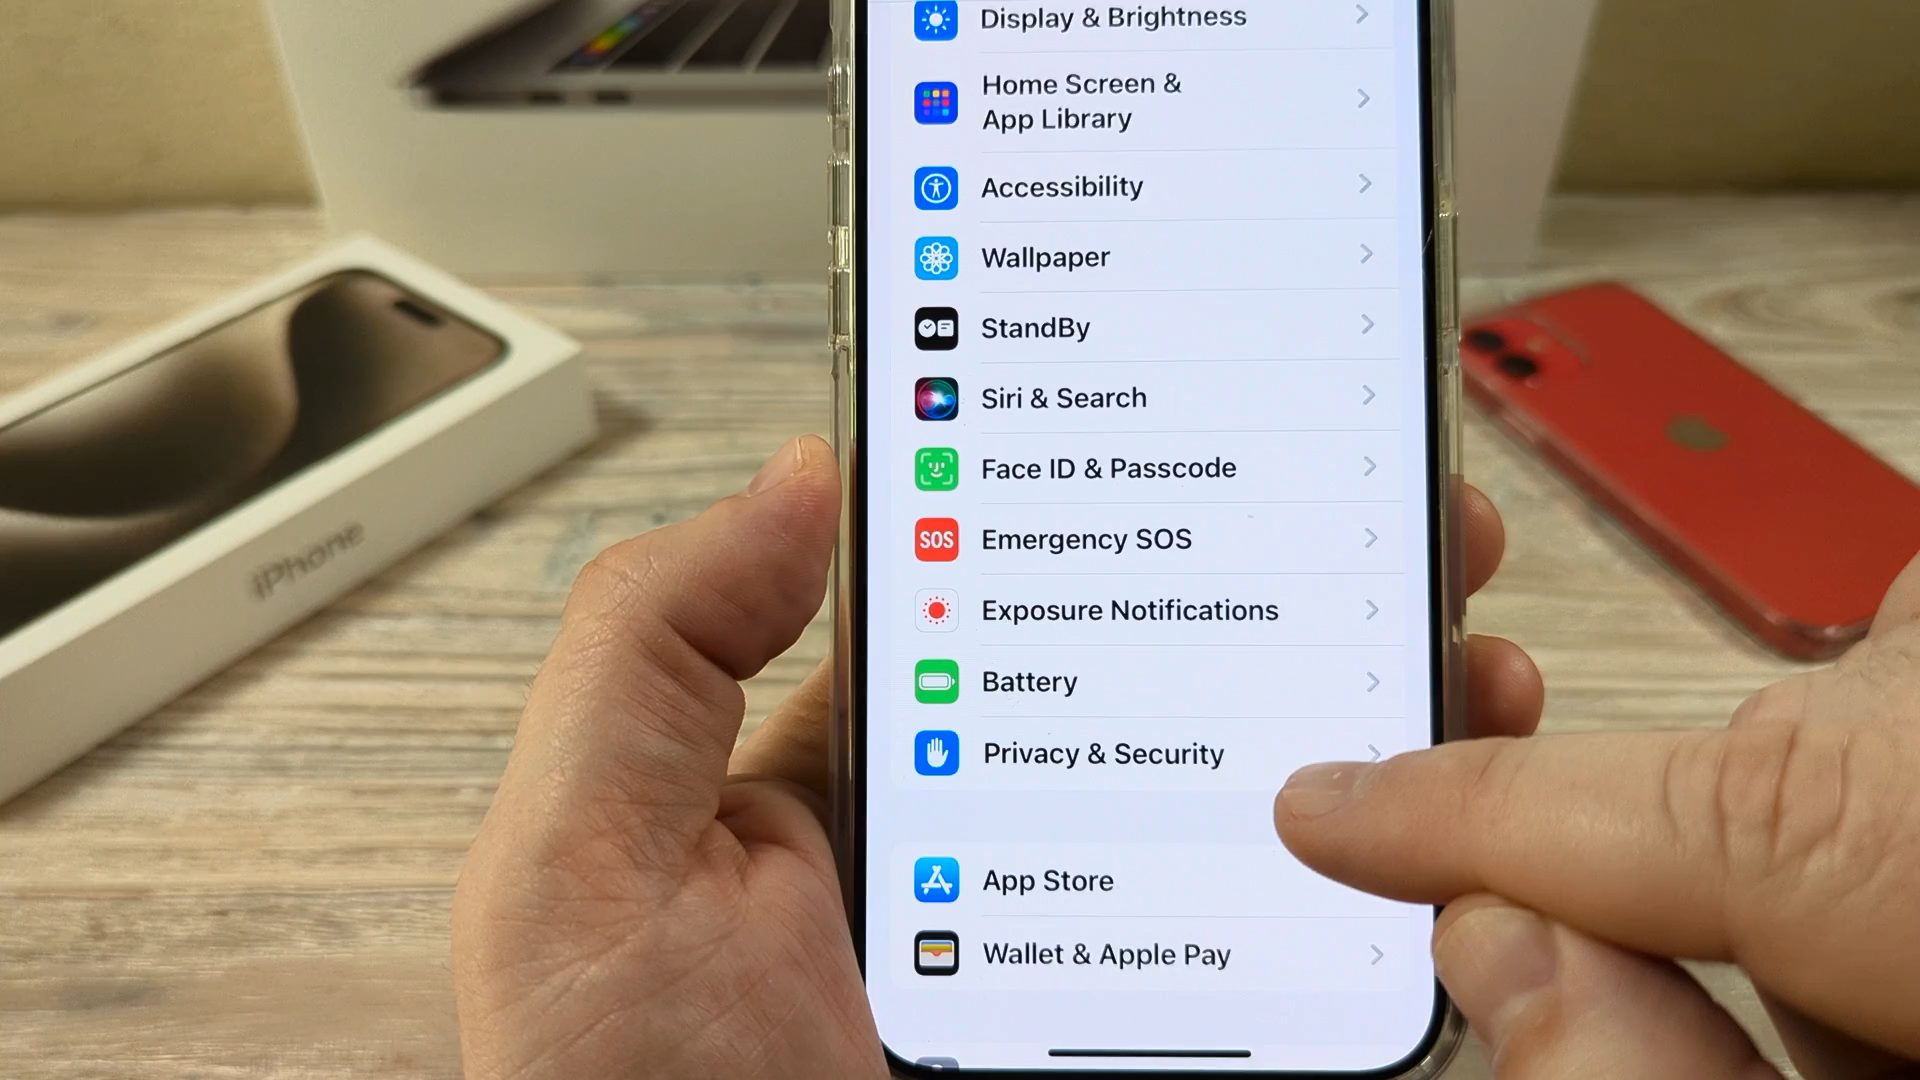 Display & Brightness
Home Screen &
App Library
Accessibility
Wallpaper
StandBy
Siri & Search
Face ID & Passcode
SOS Emergency SOS
Exposure Notifications
Battery
Privacy & Security
App Store
Wallet & Apple Pay
iPhone